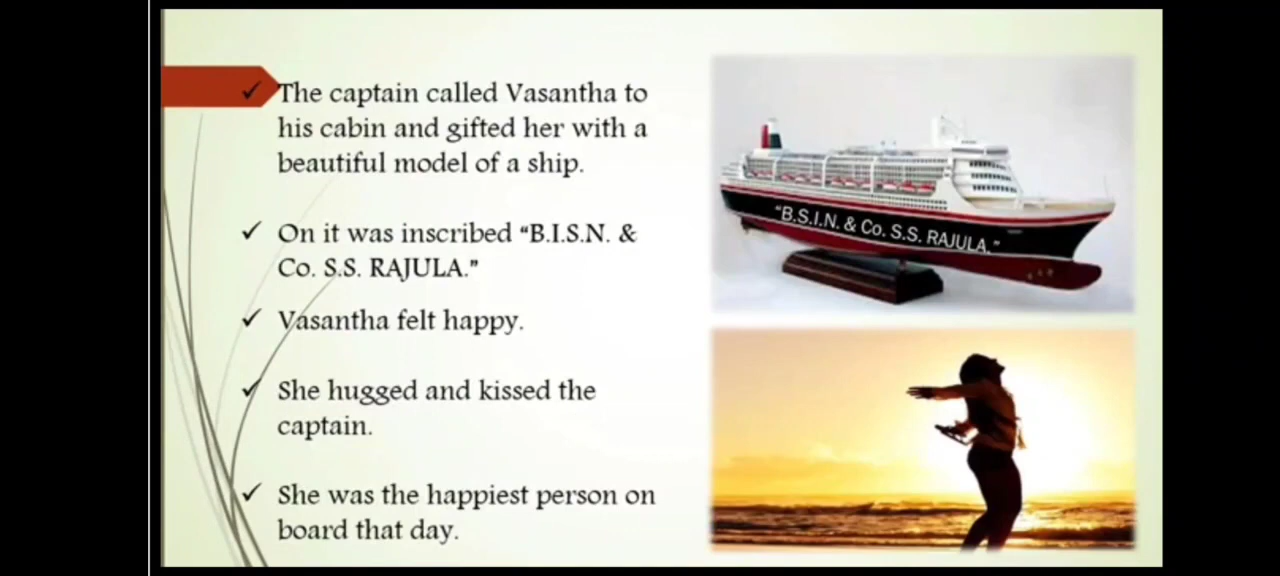 The captain called Vasantha to
his cabin and gifted her with a
beautiful model of a ship.
On it was inscribed “B.I.S.N. &
Co. S.S. RAJULA.”
Vasantha felt happy.
She hugged and kissed the
captain.
She was the happiest person on
board that day.
“B.S.I.N. & Co. S.S. RAJULA.”